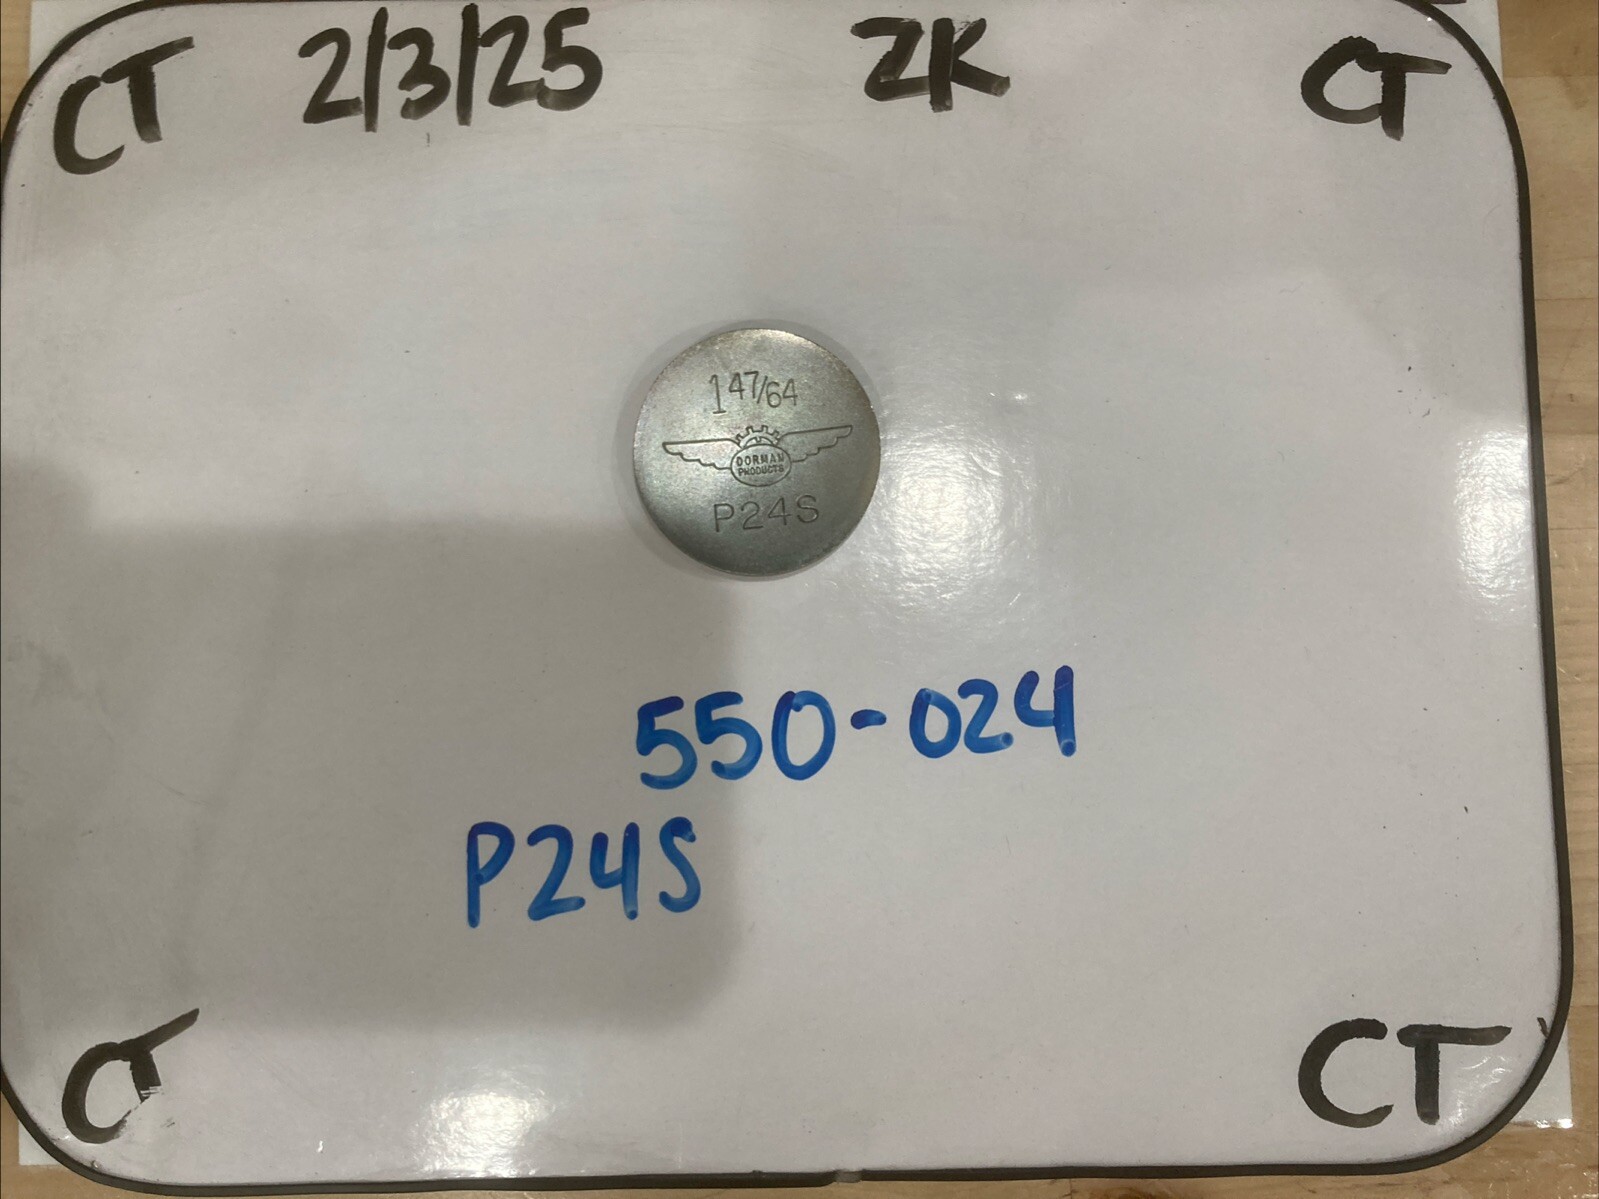 CT 2/3/25 ZK CT
1 47/64
DORMAN
PRODUCTS
P24S
550-024
P24S
CT CT